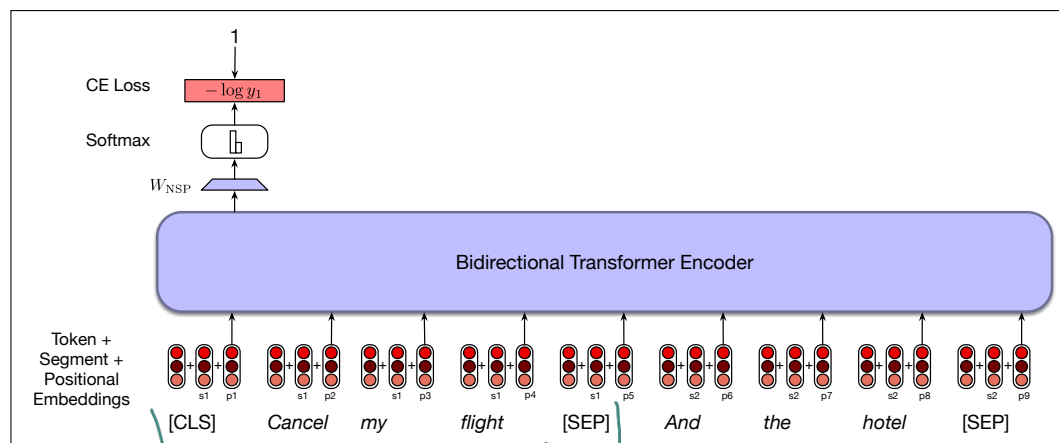 1
CE Loss
− log y1
Softmax
WNSP
Bidirectional Transformer Encoder
Token +
Segment +
Positional
Embeddings
+ + + + + + + + + + + + + + + + + +
s1 p1 s1 p2 s1 p3 s1 p4 s1 p5 s2 p6 s2 p7 s2 p8 s2 p9
[CLS] Cancel my flight [SEP] And the hotel [SEP]